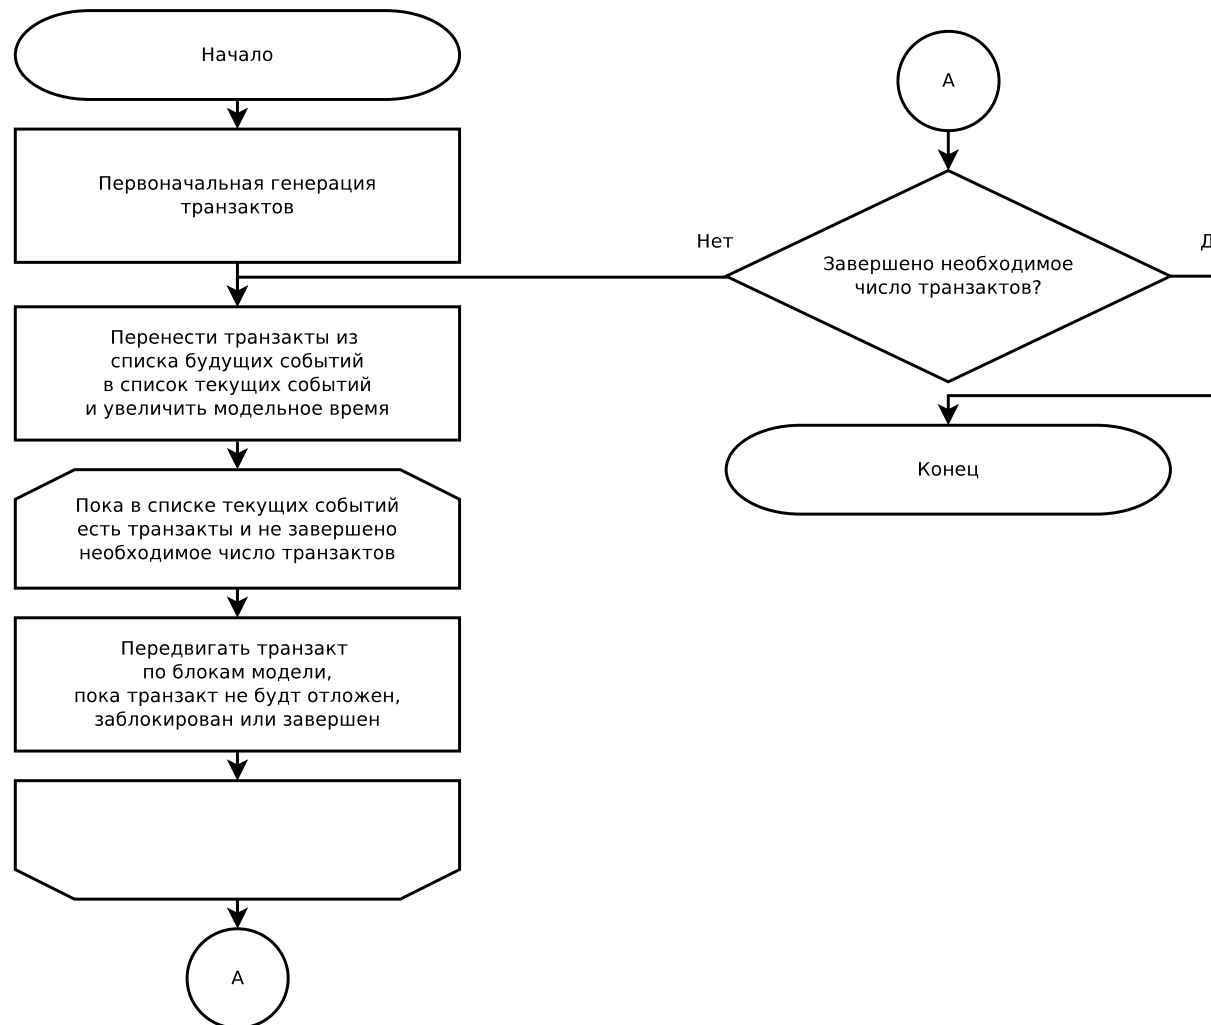 Начало
Первоначальная генерация
транзактов
Перенести транзакты из
списка будущих событий
в список текущих событий
и увеличить модельное время
Пока в списке текущих событий
есть транзакты и не завершено
необходимое число транзактов
Передвигать транзакт
по блокам модели,
пока транзакт не будт отложен,
заблокирован или завершен
А
А
Нет
Завершено необходимое
число транзактов?
Конец